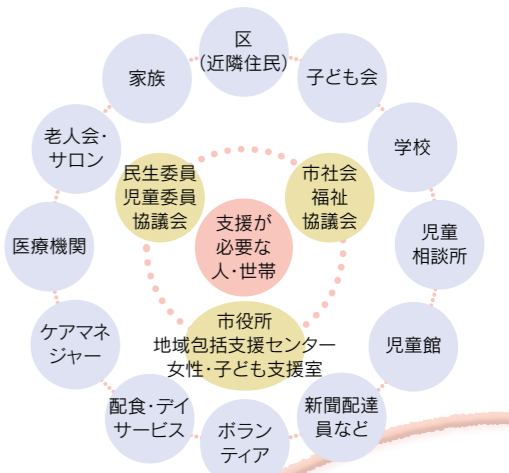 区
(近隣住民)
子ども会
学校
児童
相談所
児童館
新聞配達
員など
ボラン
ティア
配食・デイ
サービス
ケアマネ
ジャー
医療機関
老人会・
サロン
家族
民生委員
児童委員
協議会
市社会
福祉
協議会
支援が
必要な
人・世帯
市役所
地域包括支援センター
女性・子ども支援室